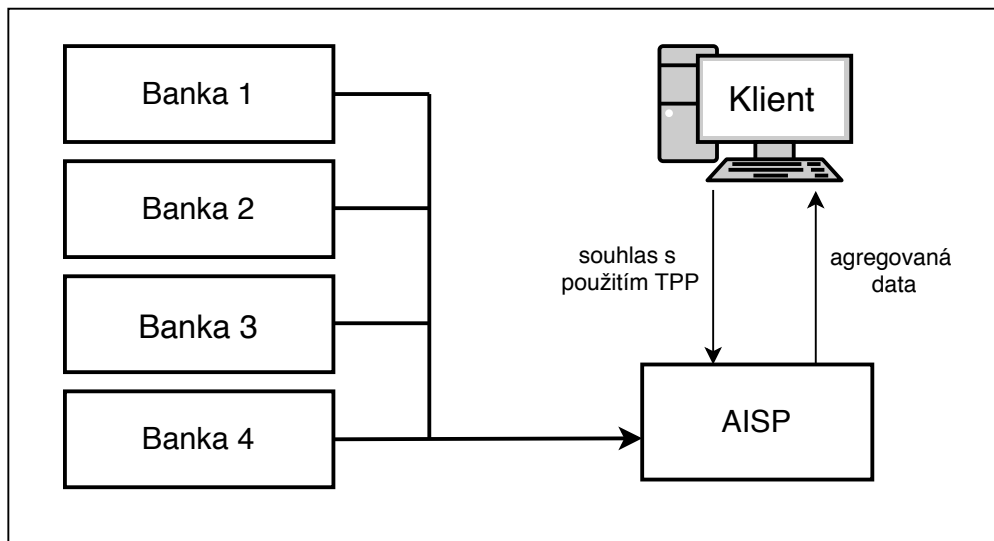 Banka 1
Banka 2
Banka 3
Banka 4
Klient
souhlas s
použitím TPP
agregovaná
data
AISP